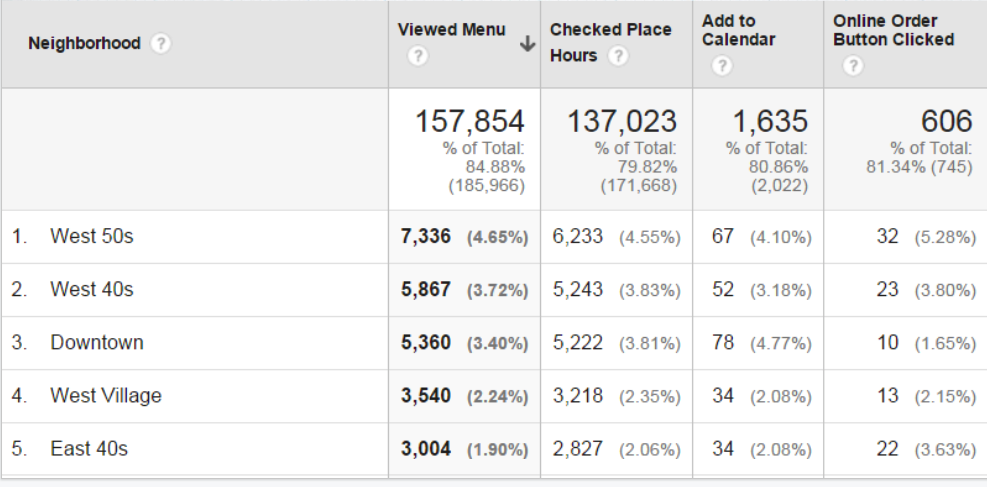 Neighborhood ?
Viewed Menu ?
Checked Place
Hours ?
Add to
Calendar
?
Online Order
Button Clicked
?
157,854
% of Total:
84.88%
(185,966)
137,023
% of Total:
79.82%
(171,668)
1,635
% of Total:
80.86%
(2,022)
606
% of Total:
81.34% (745)
1. West 50s 7,336 (4.65%) 6,233 (4.55%) 67 (4.10%) 32 (5.28%)
2. West 40s 5,867 (3.72%) 5,243 (3.83%) 52 (3.18%) 23 (3.80%)
3. Downtown 5,360 (3.40%) 5,222 (3.81%) 78 (4.77%) 10 (1.65%)
4. West Village 3,540 (2.24%) 3,218 (2.35%) 34 (2.08%) 13 (2.15%)
5. East 40s 3,004 (1.90%) 2,827 (2.06%) 34 (2.08%) 22 (3.63%)